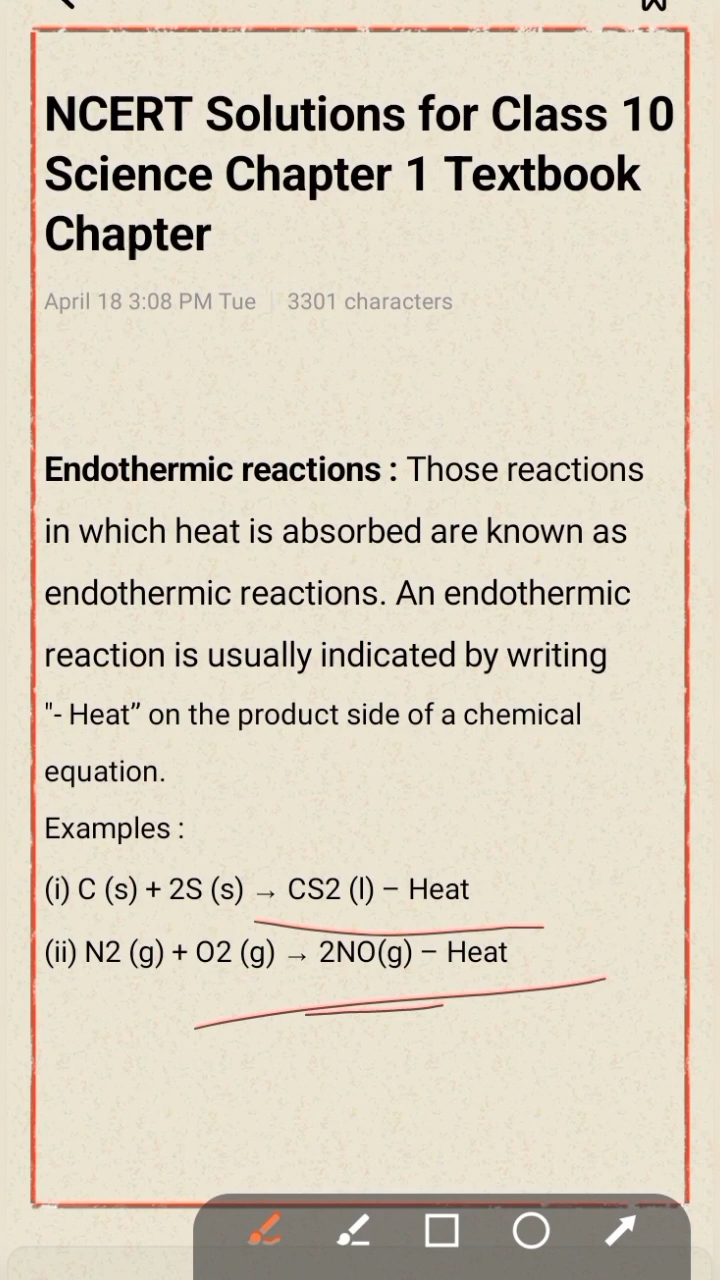 NCERT Solutions for Class 10
Science Chapter 1 Textbook
Chapter
April 18 3:08 PM Tue | 3301 characters
Endothermic reactions : Those reactions
in which heat is absorbed are known as
endothermic reactions. An endothermic
reaction is usually indicated by writing
"- Heat” on the product side of a chemical
equation.
Examples :
(i) C (s) + 2S (s) → CS2 (l) – Heat
(ii) N2 (g) + O2 (g) → 2NO(g) – Heat